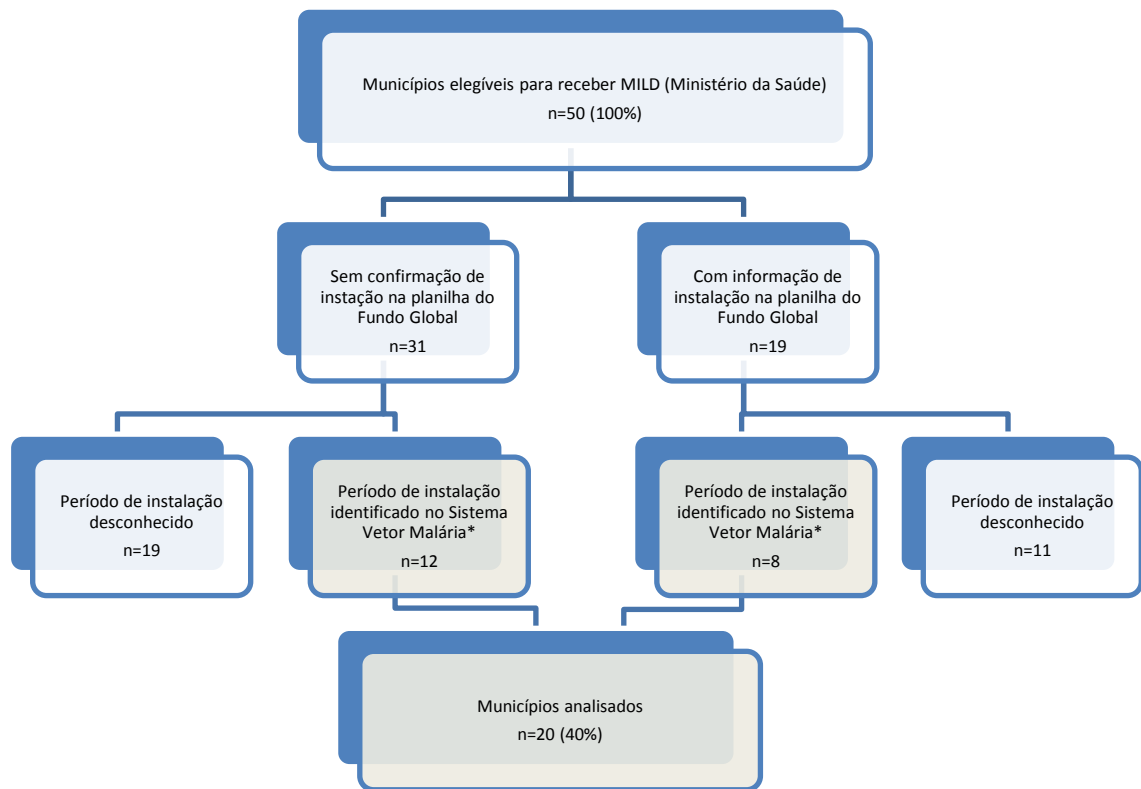 Municípios elegíveis para receber MILD (Ministério da Saúde)
n=50 (100%)
Sem confirmação de
instação na planilha do
Fundo Global
n=31
Com informação de
instalação na planilha do
Fundo Global
n=19
Período de instalação
desconhecido
n=19
Período de instalação
identificado no Sistema
Vetor Malária*
n=12
Período de instalação
identificado no Sistema
Vetor Malária*
n=8
Período de instalação
desconhecido
n=11
Municípios analisados
n=20 (40%)